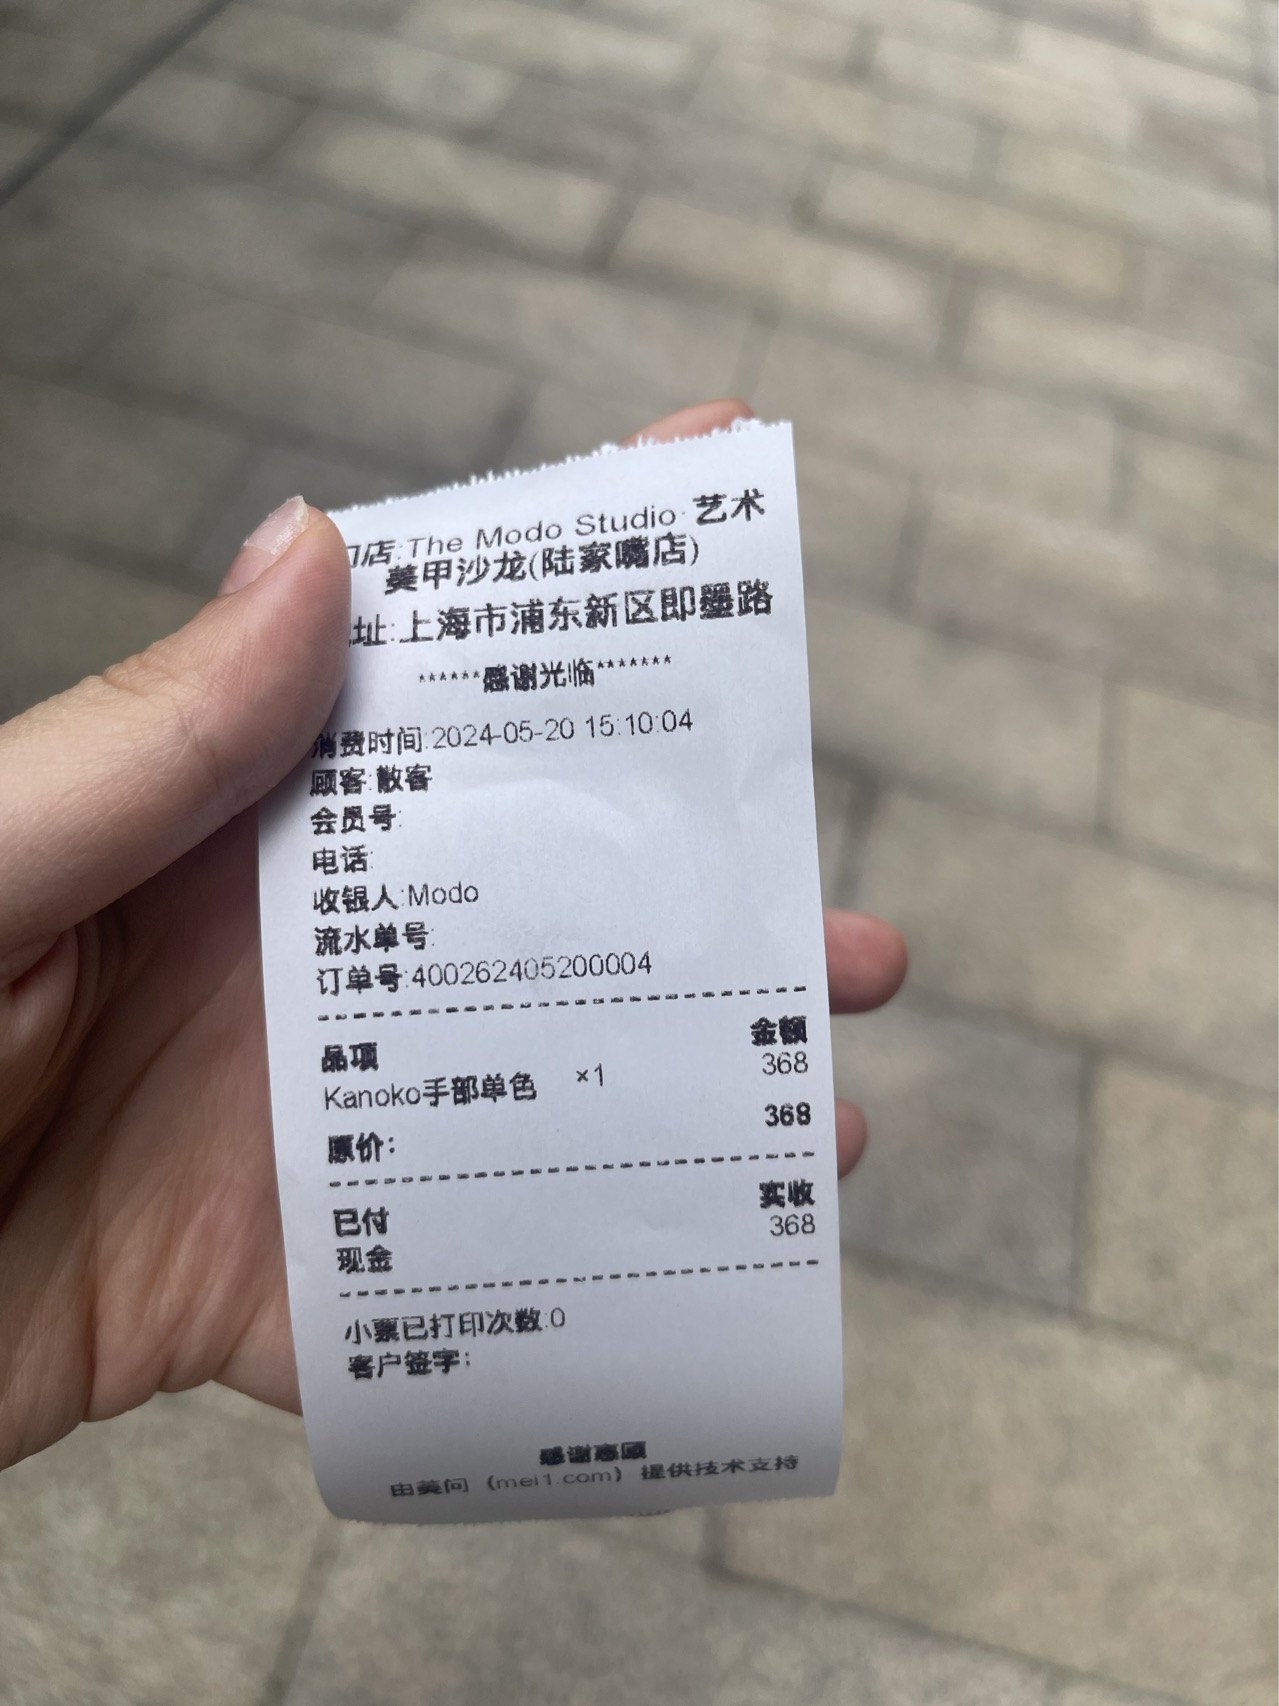 店:The Modo Studio·艺术
美甲沙龙(陆家嘴店)
址:上海市浦东新区即墨路
******感谢光临*******
消费时间:2024-05-20 15:10:04
顾客:散客
会员号:
电话:
收银人:Modo
流水单号:
订单号:400262405200004
品项 金额
Kanoko手部单色 ×1 368
原价: 368
已付 实收
现金 368
小票已打印次数:0
客户签字:
感谢惠顾
由美问（mei1.com）提供技术支持